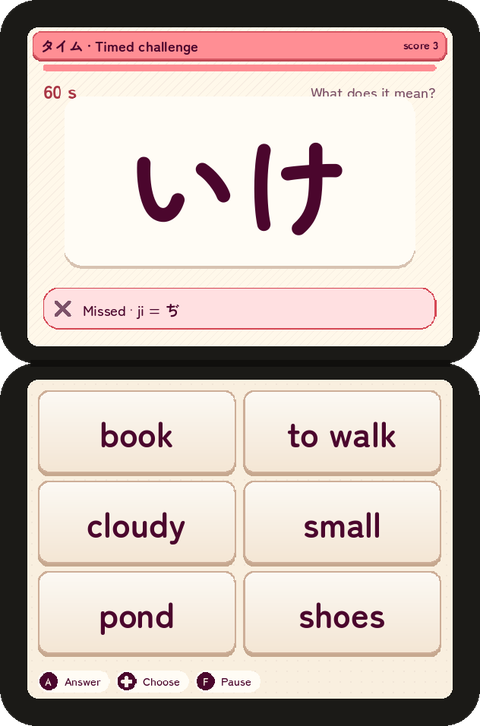 タイム · Timed challenge score 3
60 s What does it mean?
いけ
Missed · ji = ぢ
book to walk
cloudy small
pond shoes
A Answer Choose F Pause